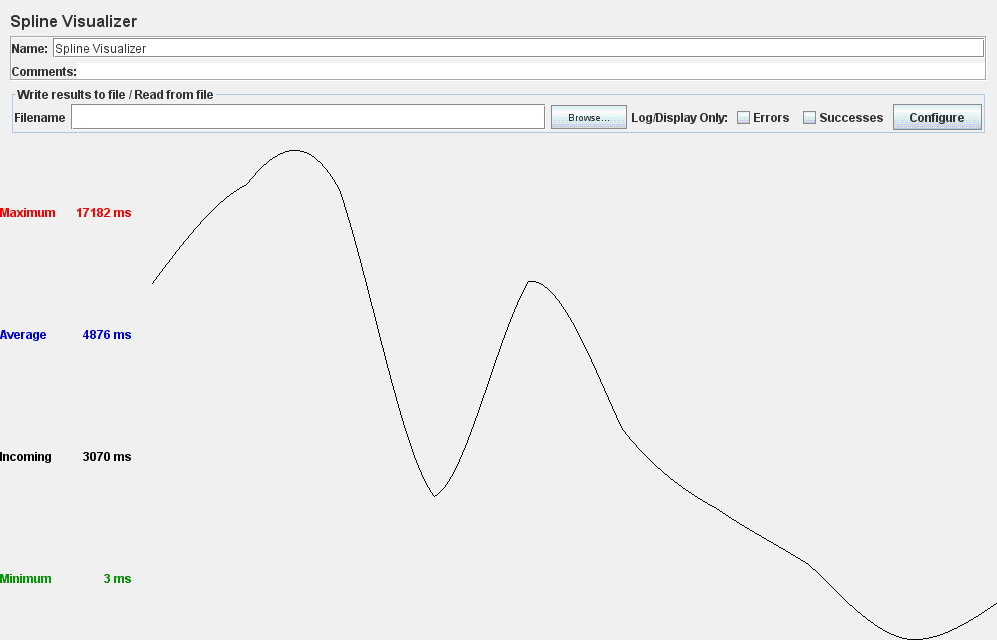 Spline Visualizer
Name: Spline Visualizer
Comments:
Write results to file / Read from file
Filename Browse... Log/Display Only: Errors Successes Configure
Maximum 17182 ms
Average 4876 ms
Incoming 3070 ms
Minimum 3 ms